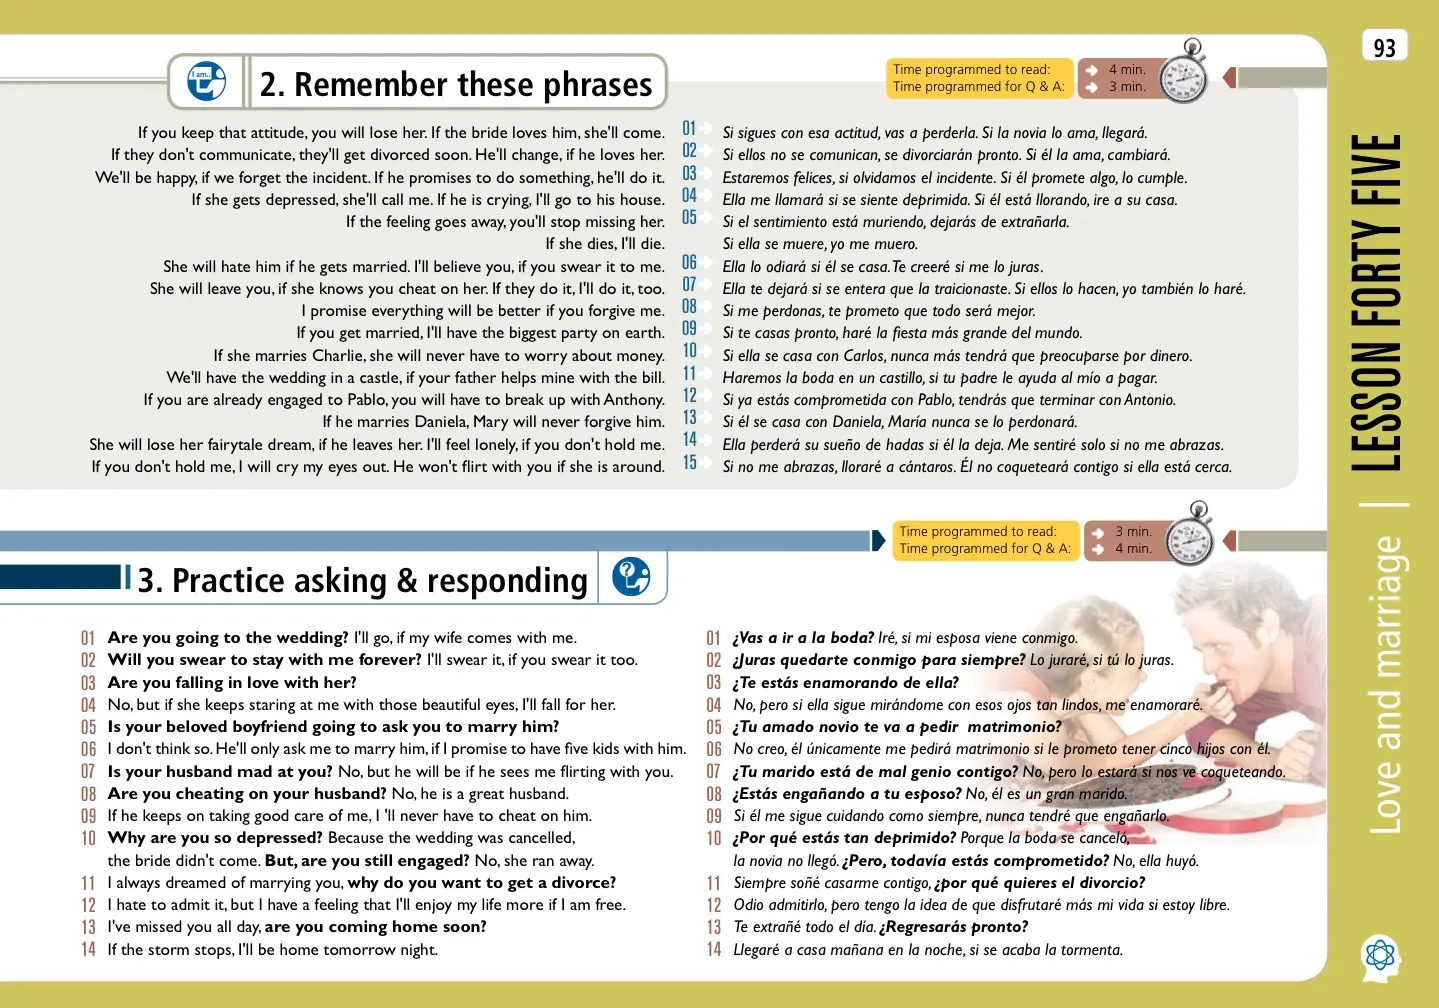 93
I am..
2. Remember these phrases
Time programmed to read: 4 min.
Time programmed for Q & A: 3 min.
If you keep that attitude, you will lose her. If the bride loves him, she'll come. 01 Si sigues con esa actitud, vas a perderla. Si la novia lo ama, llegará.
If they don't communicate, they'll get divorced soon. He'll change, if he loves her. 02 Si ellos no se comunican, se divorciarán pronto. Si él la ama, cambiará.
We'll be happy, if we forget the incident. If he promises to do something, he'll do it. 03 Estaremos felices, si olvidamos el incidente. Si él promete algo, lo cumple.
If she gets depressed, she'll call me. If he is crying, I'll go to his house. 04 Ella me llamará si se siente deprimida. Si él está llorando, ire a su casa.
If the feeling goes away, you'll stop missing her. 05 Si el sentimiento está muriendo, dejarás de extrañarla.
If she dies, I'll die. Si ella se muere, yo me muero.
She will hate him if he gets married. I'll believe you, if you swear it to me. 06 Ella lo odiará si él se casa. Te creeré si me lo juras.
She will leave you, if she knows you cheat on her. If they do it, I'll do it, too. 07 Ella te dejará si se entera que la traicionaste. Si ellos lo hacen, yo también lo haré.
I promise everything will be better if you forgive me. 08 Si me perdonas, te prometo que todo será mejor.
If you get married, I'll have the biggest party on earth. 09 Si te casas pronto, haré la fiesta más grande del mundo.
If she marries Charlie, she will never have to worry about money. 10 Si ella se casa con Carlos, nunca más tendrá que preocuparse por dinero.
We'll have the wedding in a castle, if your father helps mine with the bill. 11 Haremos la boda en un castillo, si tu padre le ayuda al mío a pagar.
If you are already engaged to Pablo, you will have to break up with Anthony. 12 Si ya estás comprometida con Pablo, tendrás que terminar con Antonio.
If he marries Daniela, Mary will never forgive him. 13 Si él se casa con Daniela, María nunca se lo perdonará.
She will lose her fairytale dream, if he leaves her. I'll feel lonely, if you don't hold me. 14 Ella perderá su sueño de hadas si él la deja. Me sentiré solo si no me abrazas.
If you don't hold me, I will cry my eyes out. He won't flirt with you if she is around. 15 Si no me abrazas, lloraré a cántaros. Él no coqueteará contigo si ella está cerca.
Time programmed to read: 3 min.
Time programmed for Q & A: 4 min.
3. Practice asking & responding
01 Are you going to the wedding? I'll go, if my wife comes with me. 01 ¿Vas a ir a la boda? Iré, si mi esposa viene conmigo.
02 Will you swear to stay with me forever? I'll swear it, if you swear it too. 02 ¿Juras quedarte conmigo para siempre? Lo juraré, si tú lo juras.
03 Are you falling in love with her? 03 ¿Te estás enamorando de ella?
04 No, but if she keeps staring at me with those beautiful eyes, I'll fall for her. 04 No, pero si ella sigue mirándome con esos ojos tan lindos, me enamoraré.
05 Is your beloved boyfriend going to ask you to marry him? 05 ¿Tu amado novio te va a pedir matrimonio?
06 I don't think so. He'll only ask me to marry him, if I promise to have five kids with him. 06 No creo, él únicamente me pedirá matrimonio si le prometo tener cinco hijos con él.
07 Is your husband mad at you? No, but he will be if he sees me flirting with you. 07 ¿Tu marido está de mal genio contigo? No, pero lo estará si nos ve coqueteando.
08 Are you cheating on your husband? No, he is a great husband. 08 ¿Estás engañando a tu esposo? No, él es un gran marido.
09 If he keeps on taking good care of me, I 'll never have to cheat on him. 09 Si él me sigue cuidando como siempre, nunca tendré que engañarlo.
10 Why are you so depressed? Because the wedding was cancelled, 10 ¿Por qué estás tan deprimido? Porque la boda se canceló,
the bride didn't come. But, are you still engaged? No, she ran away. la novia no llegó. ¿Pero, todavía estás comprometido? No, ella huyó.
11 I always dreamed of marrying you, why do you want to get a divorce? 11 Siempre soñé casarme contigo, ¿por qué quieres el divorcio?
12 I hate to admit it, but I have a feeling that I'll enjoy my life more if I am free. 12 Odio admitirlo, pero tengo la idea de que disfrutaré más mi vida si estoy libre.
13 I've missed you all day, are you coming home soon? 13 Te extrañé todo el día. ¿Regresarás pronto?
14 If the storm stops, I'll be home tomorrow night. 14 Llegaré a casa mañana en la noche, si se acaba la tormenta.
Love and marriage | LESSON FORTY FIVE